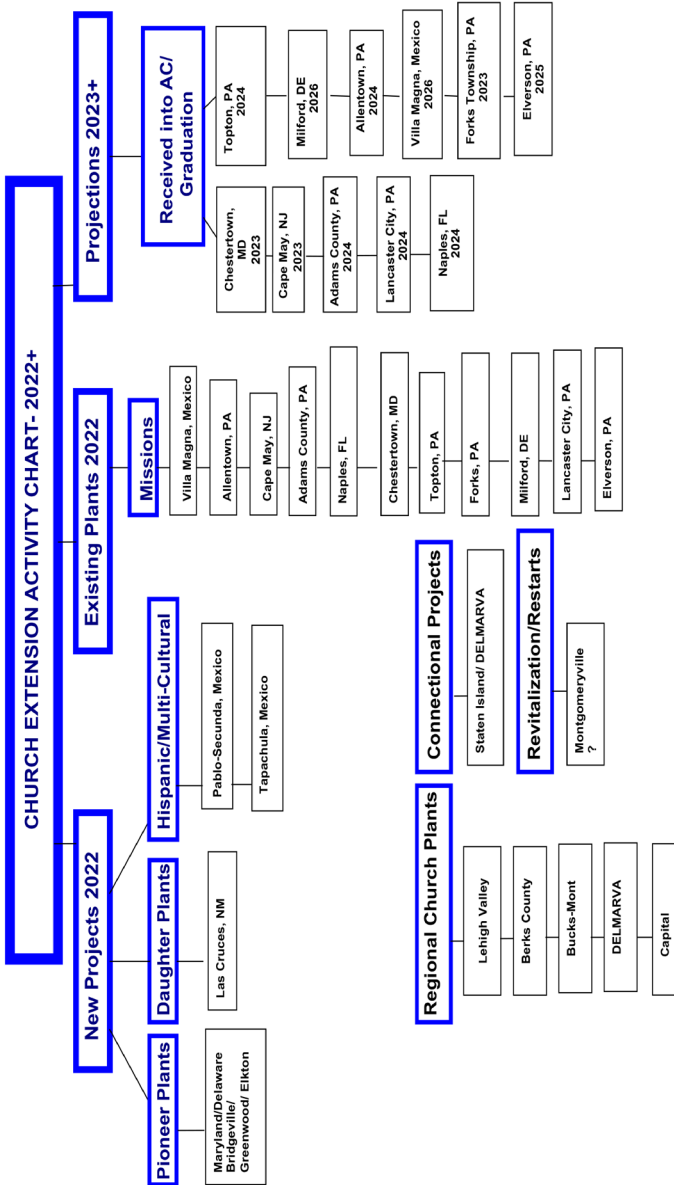 CHURCH EXTENSION ACTIVITY CHART- 2022+
New Projects 2022
Existing Plants 2022
Projections 2023+
Pioneer Plants
Maryland/Delaware
Bridgeville/
Greenwood/ Elkton
Daughter Plants
Las Cruces, NM
Hispanic/Multi-Cultural
Pablo-Secunda, Mexico
Tapachula, Mexico
Missions
Villa Magna, Mexico
Allentown, PA
Cape May, NJ
Adams County, PA
Naples, FL
Chestertown, MD
Topton, PA
Forks, PA
Milford, DE
Lancaster City, PA
Elverson, PA
Received into AC/
Graduation
Chestertown,
MD
2023
Cape May, NJ
2023
Adams County, PA
2024
Lancaster City, PA
2024
Naples, FL
2024
Topton, PA
2024
Milford, DE
2026
Allentown, PA
2024
Villa Magna, Mexico
2026
Forks Township, PA
2023
Elverson, PA
2025
Regional Church Plants
Lehigh Valley
Berks County
Bucks-Mont
DELMARVA
Capital
Connectional Projects
Staten Island/ DELMARVA
Revitalization/Restarts
Montgomeryville
?